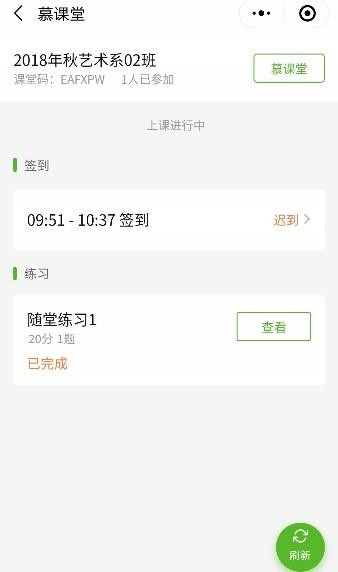 慕课堂
2018年秋艺术系02班
慕课堂
课堂码：EAFXPW 1人已参加
上课进行中
签到
09:51 - 10:37 签到 迟到
练习
随堂练习1
查看
20分 1题
已完成
刷新